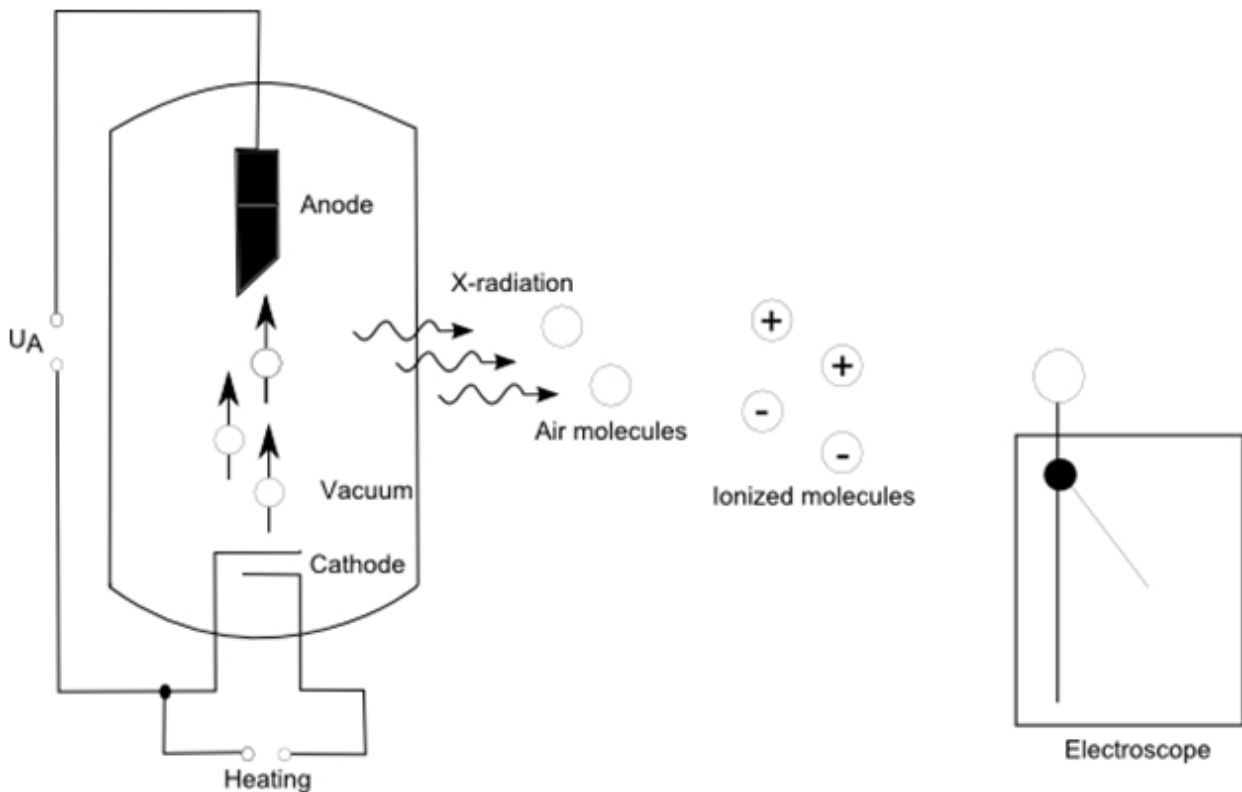 Anode
X-radiation
UA
+
+
-
-
Air molecules
Vacuum
Ionized molecules
Cathode
Electroscope
Heating